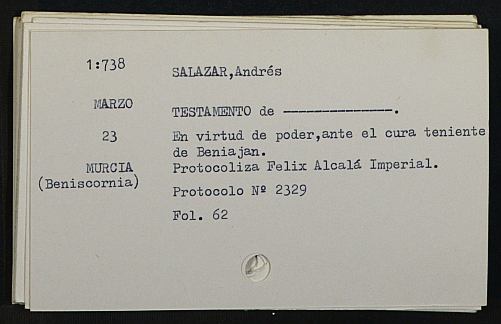 1:738
SALAZAR,Andrés
MARZO
TESTAMENTO de ---------------.
23
En virtud de poder,ante el cura teniente
de Beniajan.
MURCIA
Protocoliza Felix Alcalá Imperial.
(Beniscornia)
Protocolo Nº 2329
Fol. 62